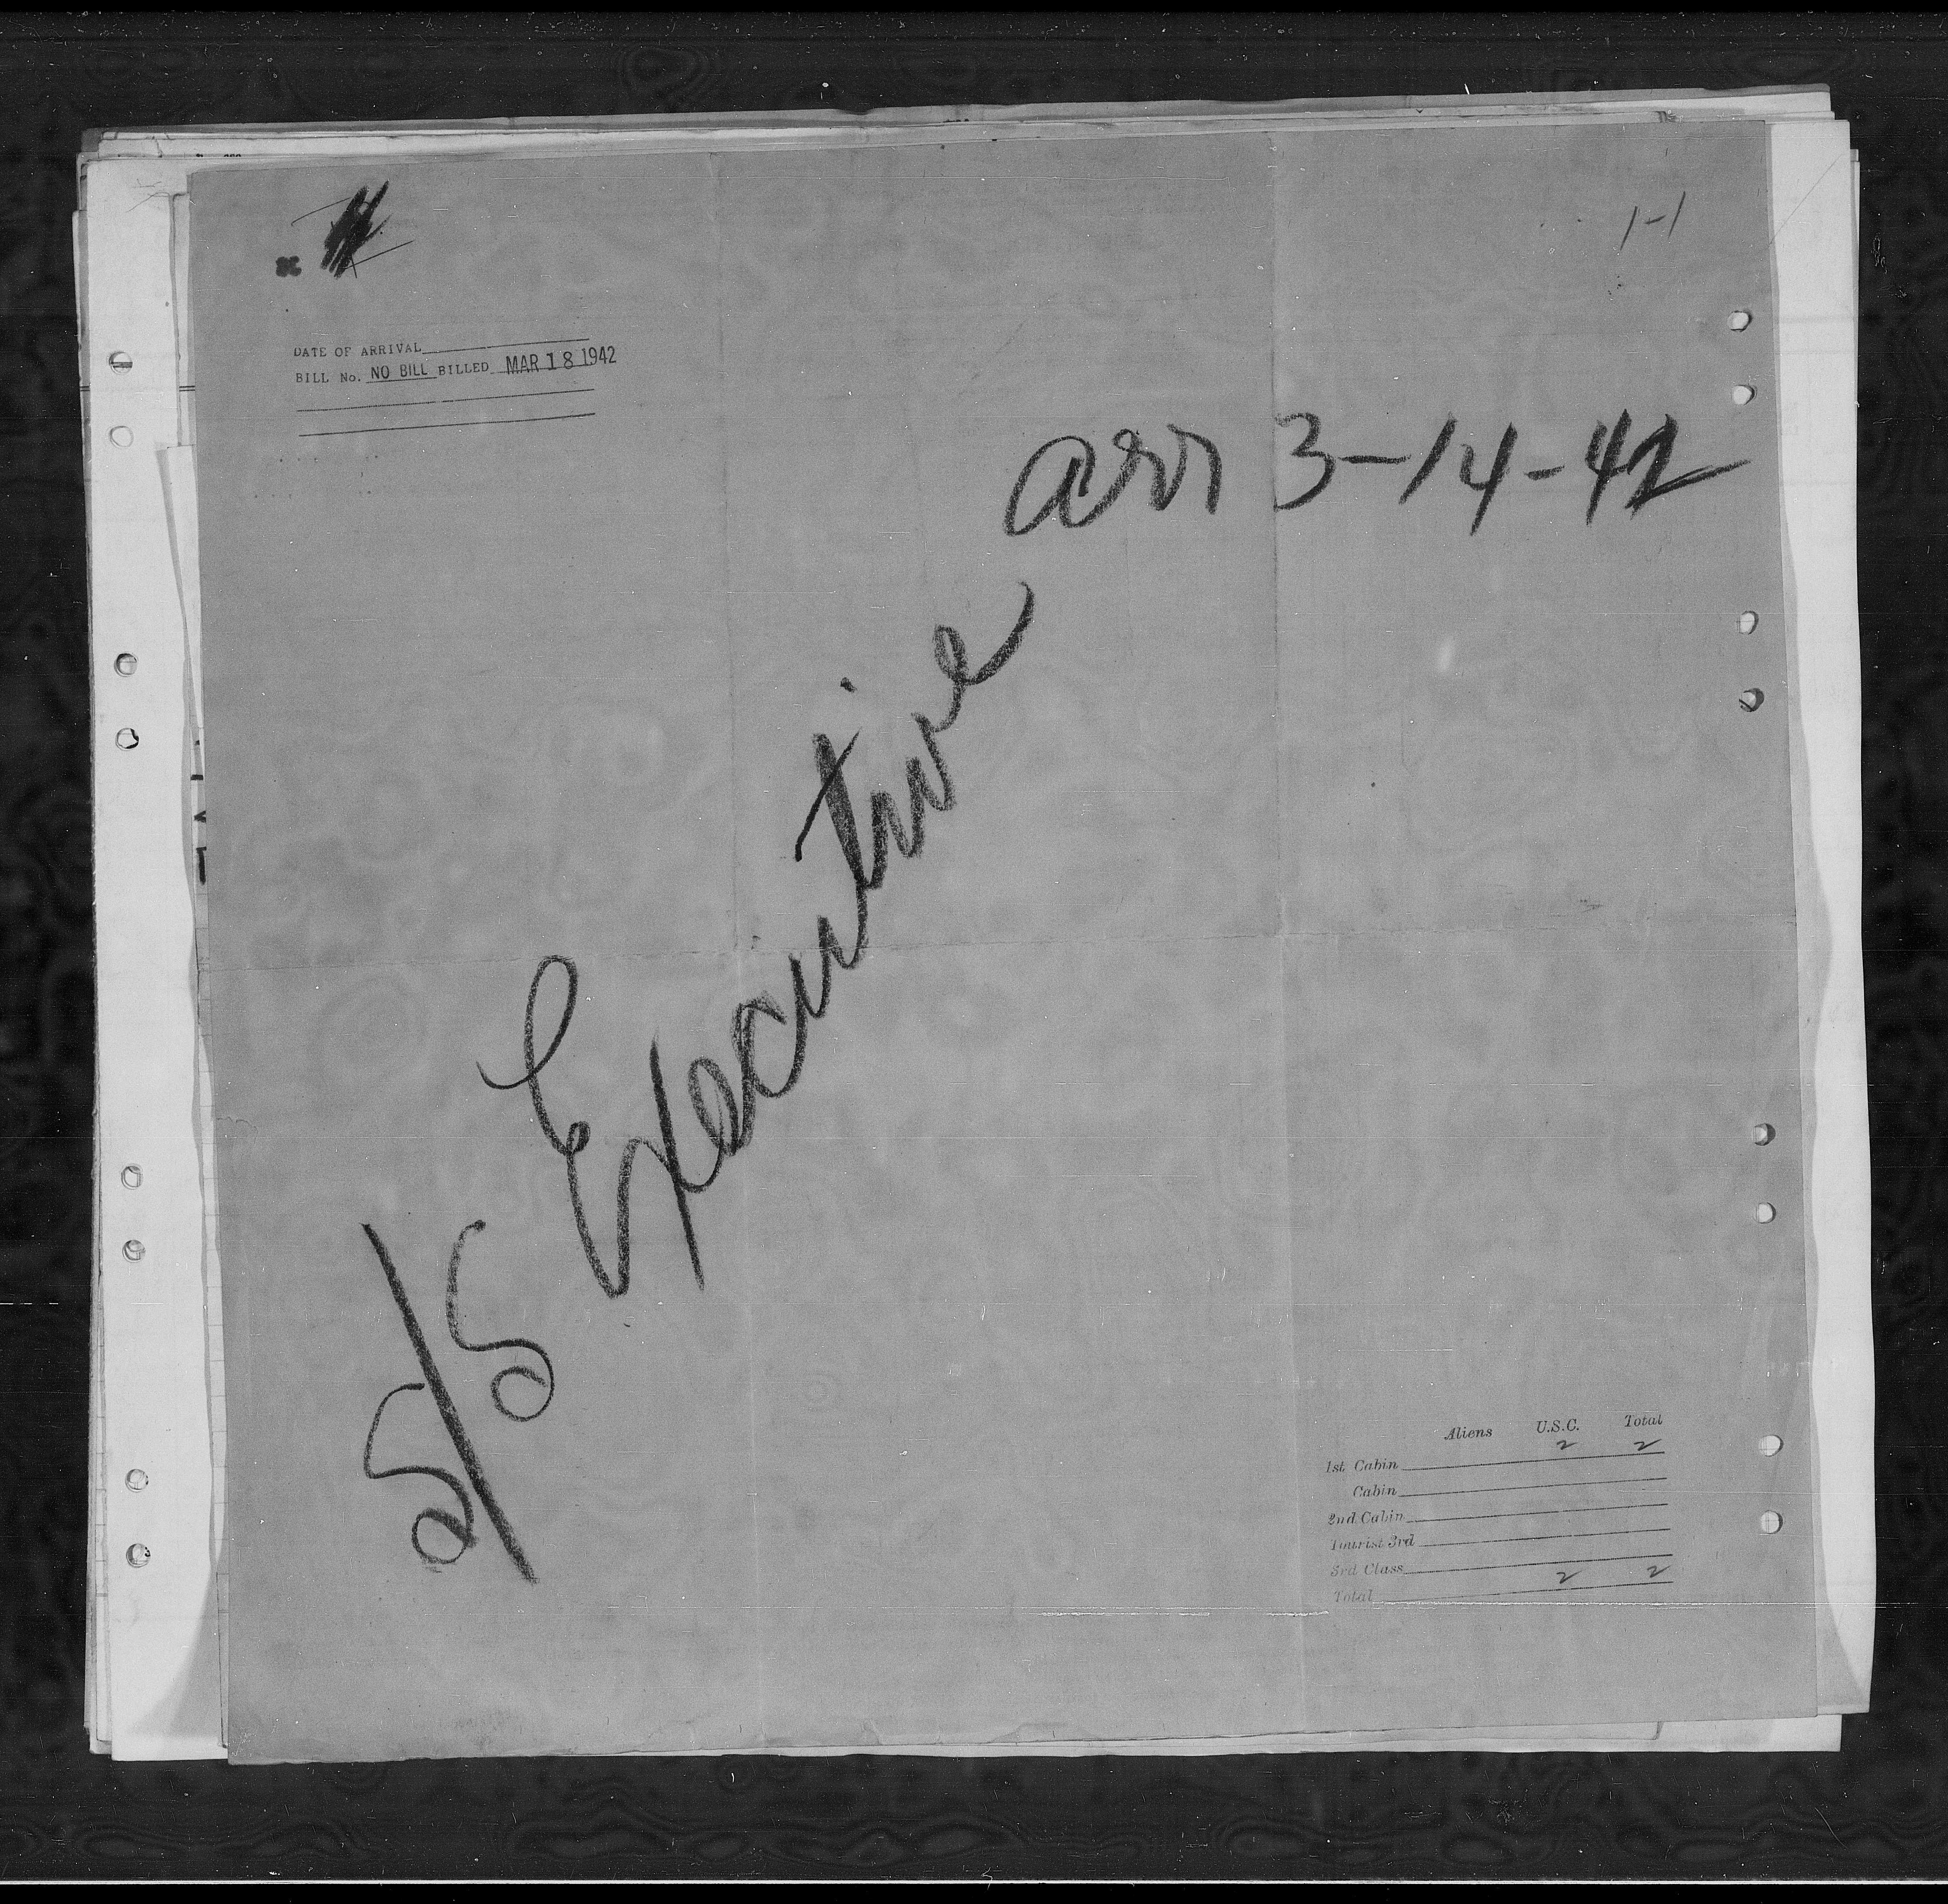 1-1
DATE OF ARRIVAL
BILL No. NO BILL BILLED MAR 18 1942
arr 3-14-42
S/S Executive
Aliens U.S.C. Total
1st Cabin 2 2
Cabin
2nd Cabin
Tourist 3rd
3rd Class
Total 2 2